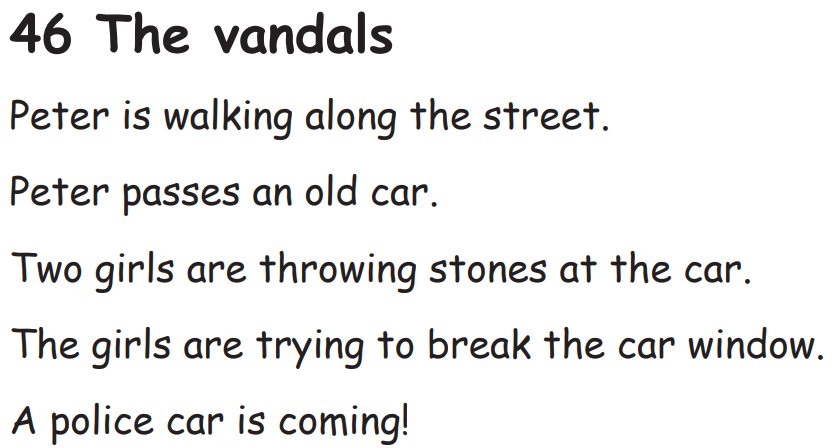 46 The vandals
Peter is walking along the street.
Peter passes an old car.
Two girls are throwing stones at the car.
The girls are trying to break the car window.
A police car is coming!